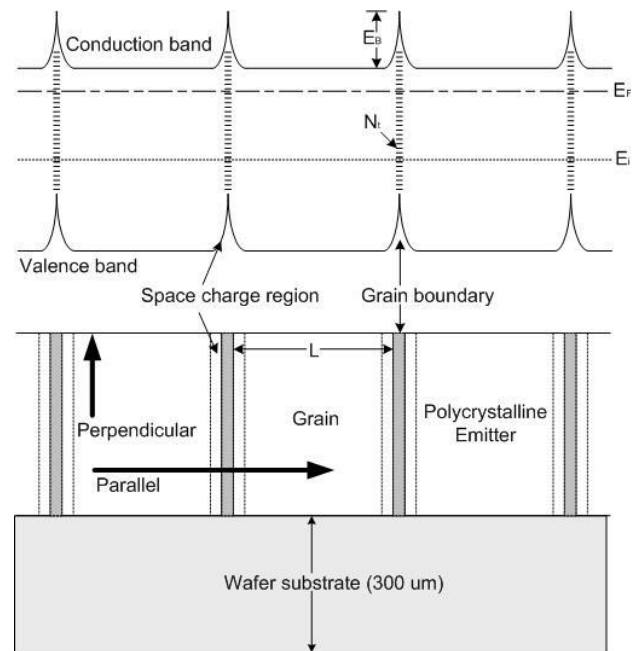 Conduction band
E_B
E_F
N_t
E_i
Valence band
Space charge region
Grain boundary
L
Perpendicular
Grain
Polycrystalline
Emitter
Parallel
Wafer substrate (300 um)